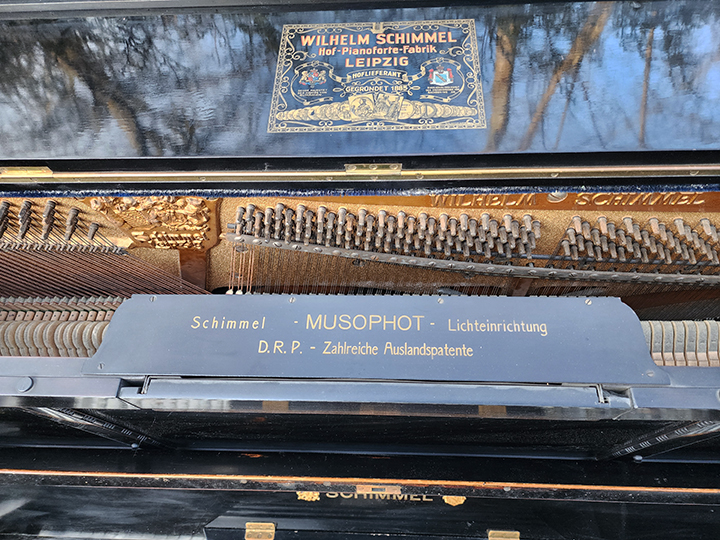 WILHELM SCHIMMEL
Hof-Pianoforte-Fabrik
LEIPZIG
HOFLIEFERANT
GEGRÜNDET 1885
WILHELM SCHIMMEL
Schimmel - MUSOPHOT - Lichteinrichtung
D.R.P. - Zahlreiche Auslandspatente
SCHIMMEL